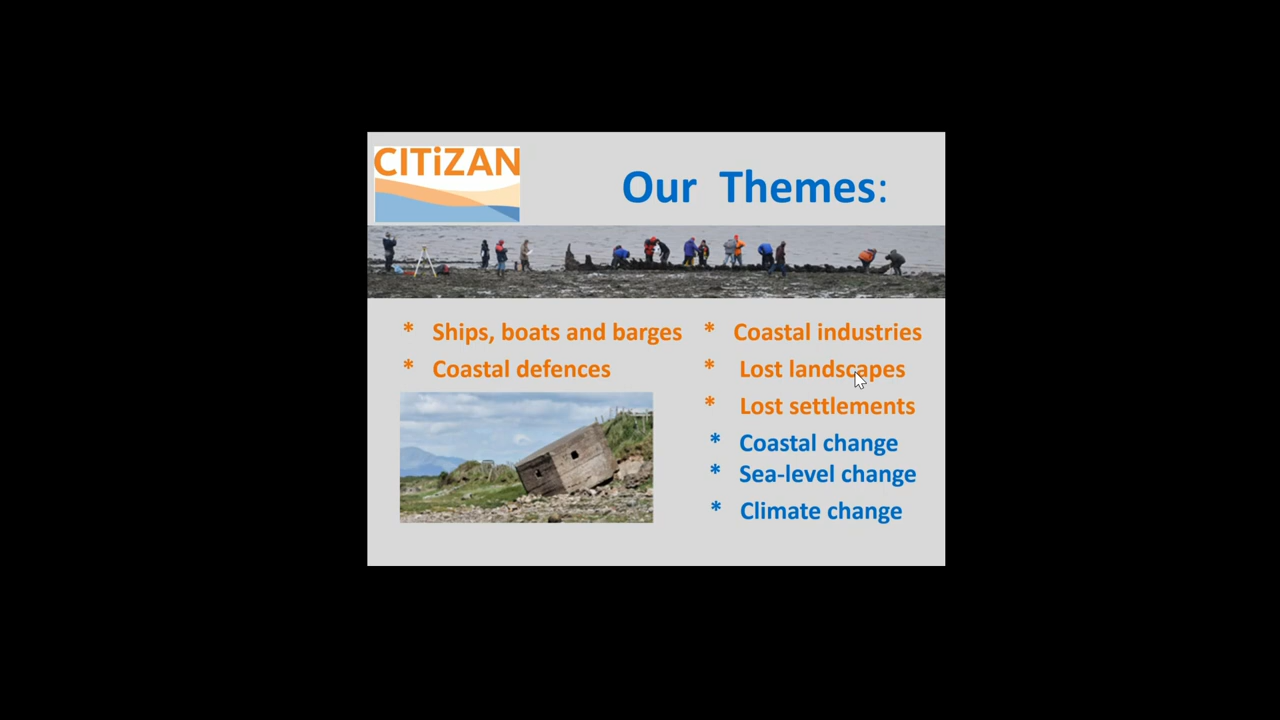 CITiZAN
Our Themes:
* Ships, boats and barges
* Coastal defences
* Coastal industries
* Lost landscapes
* Lost settlements
* Coastal change
* Sea-level change
* Climate change